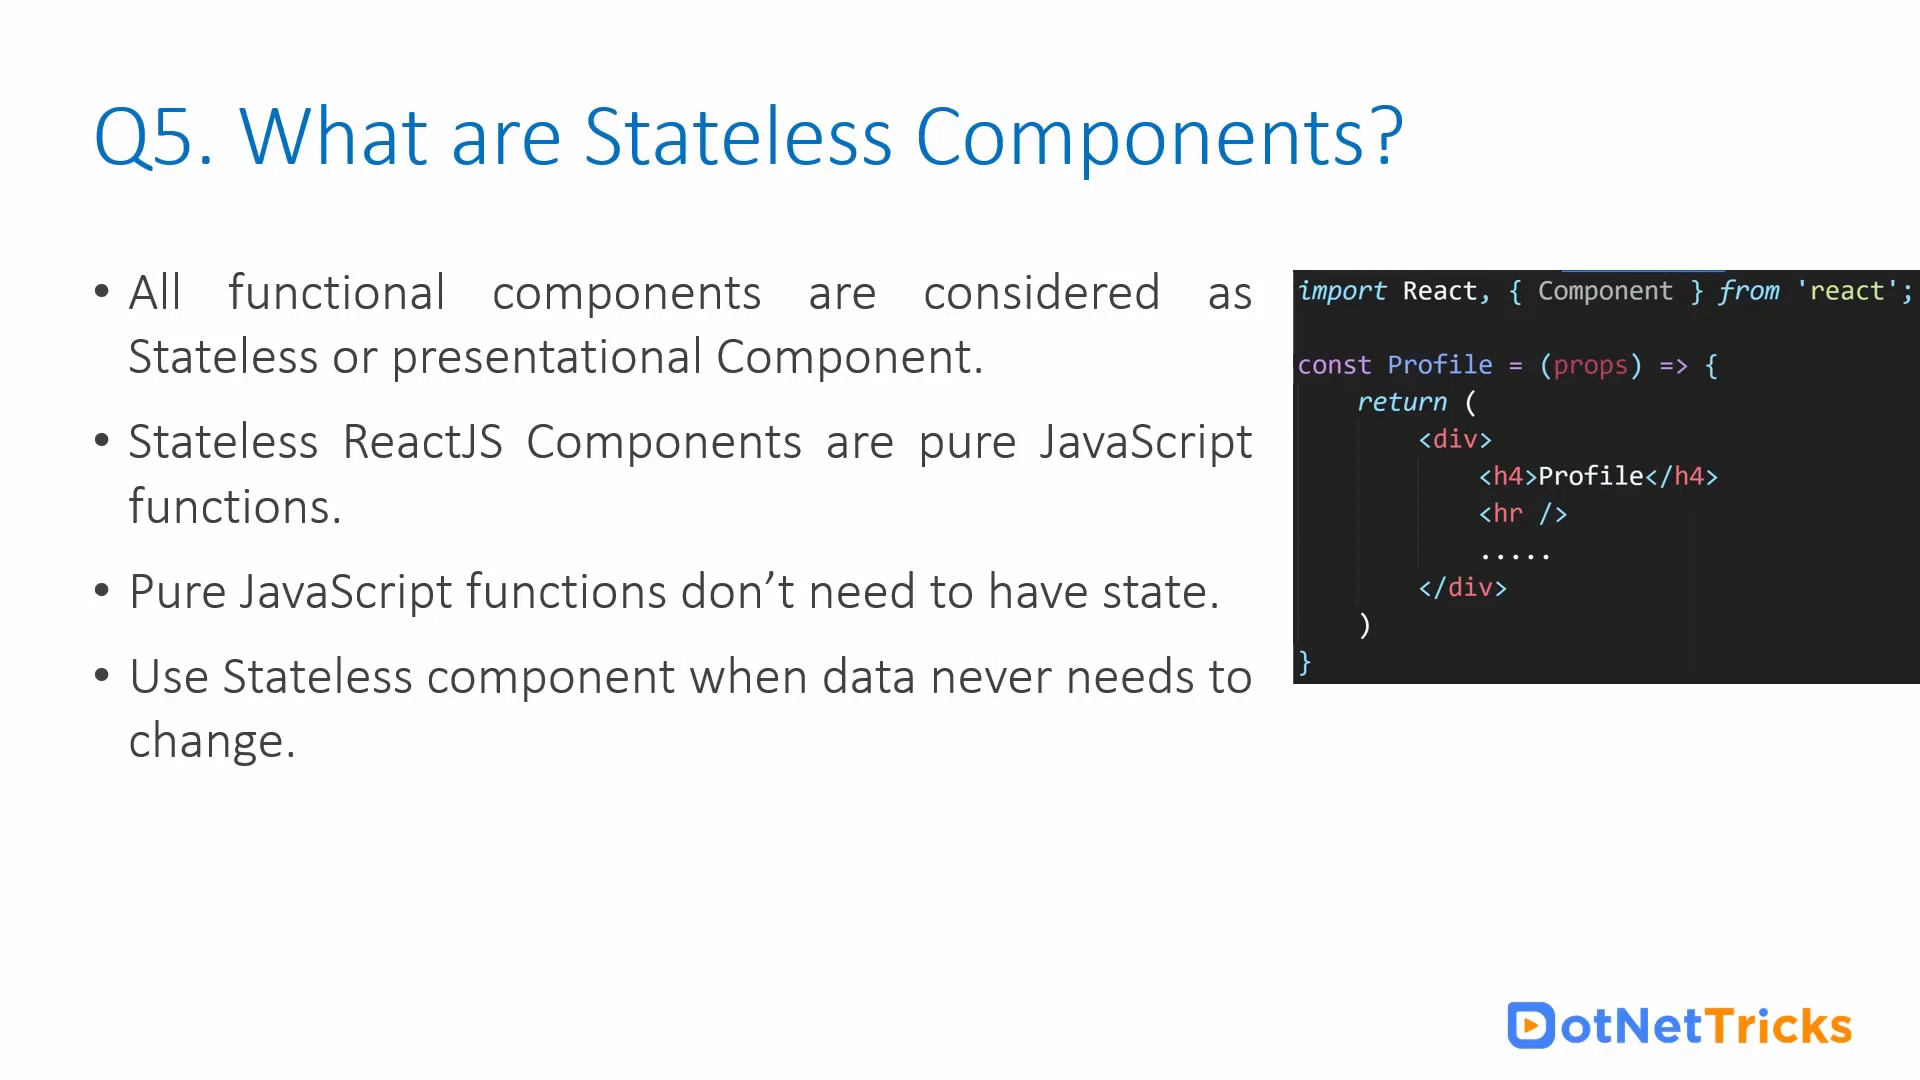 Q5. What are Stateless Components?
• All functional components are considered as
Stateless or presentational Component.
• Stateless ReactJS Components are pure JavaScript
functions.
• Pure JavaScript functions don’t need to have state.
• Use Stateless component when data never needs to
change.
import React, { Component } from 'react';
const Profile = (props) => {
return (
<div>
<h4>Profile</h4>
<hr />
.....
</div>
)
}
DotNetTricks